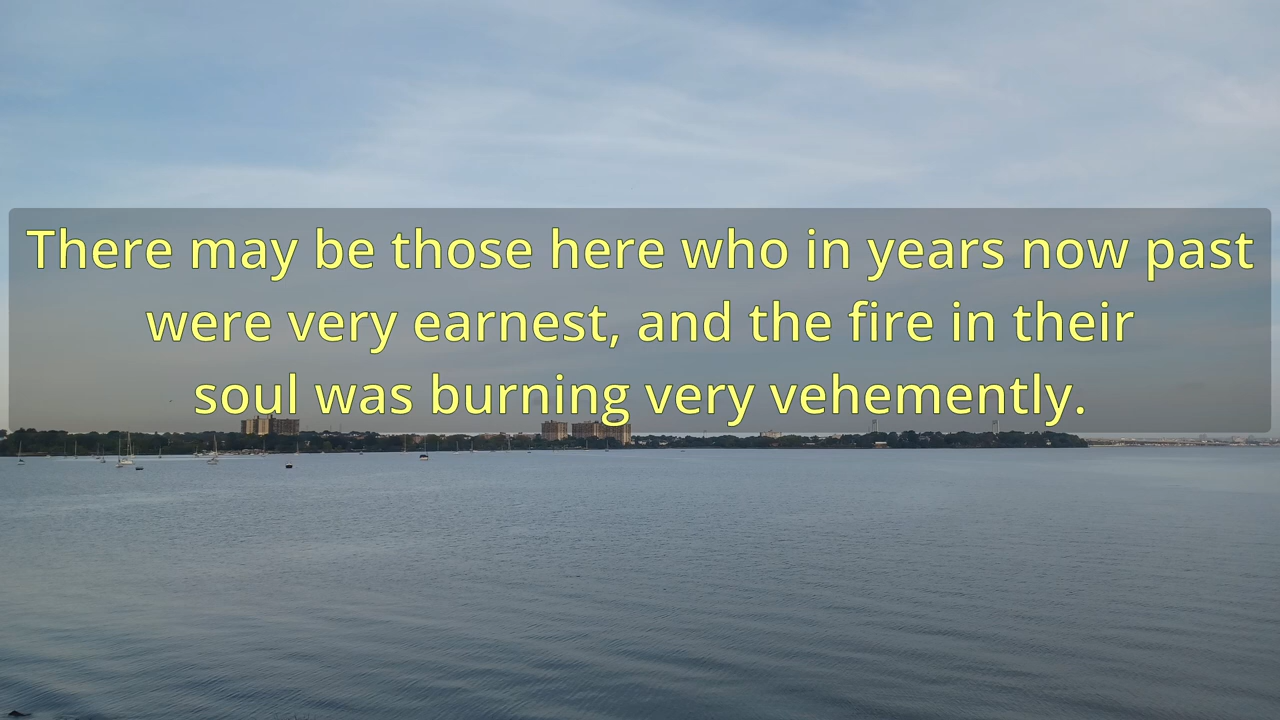 There may be those here who in years now past
were very earnest, and the fire in their
soul was burning very vehemently.